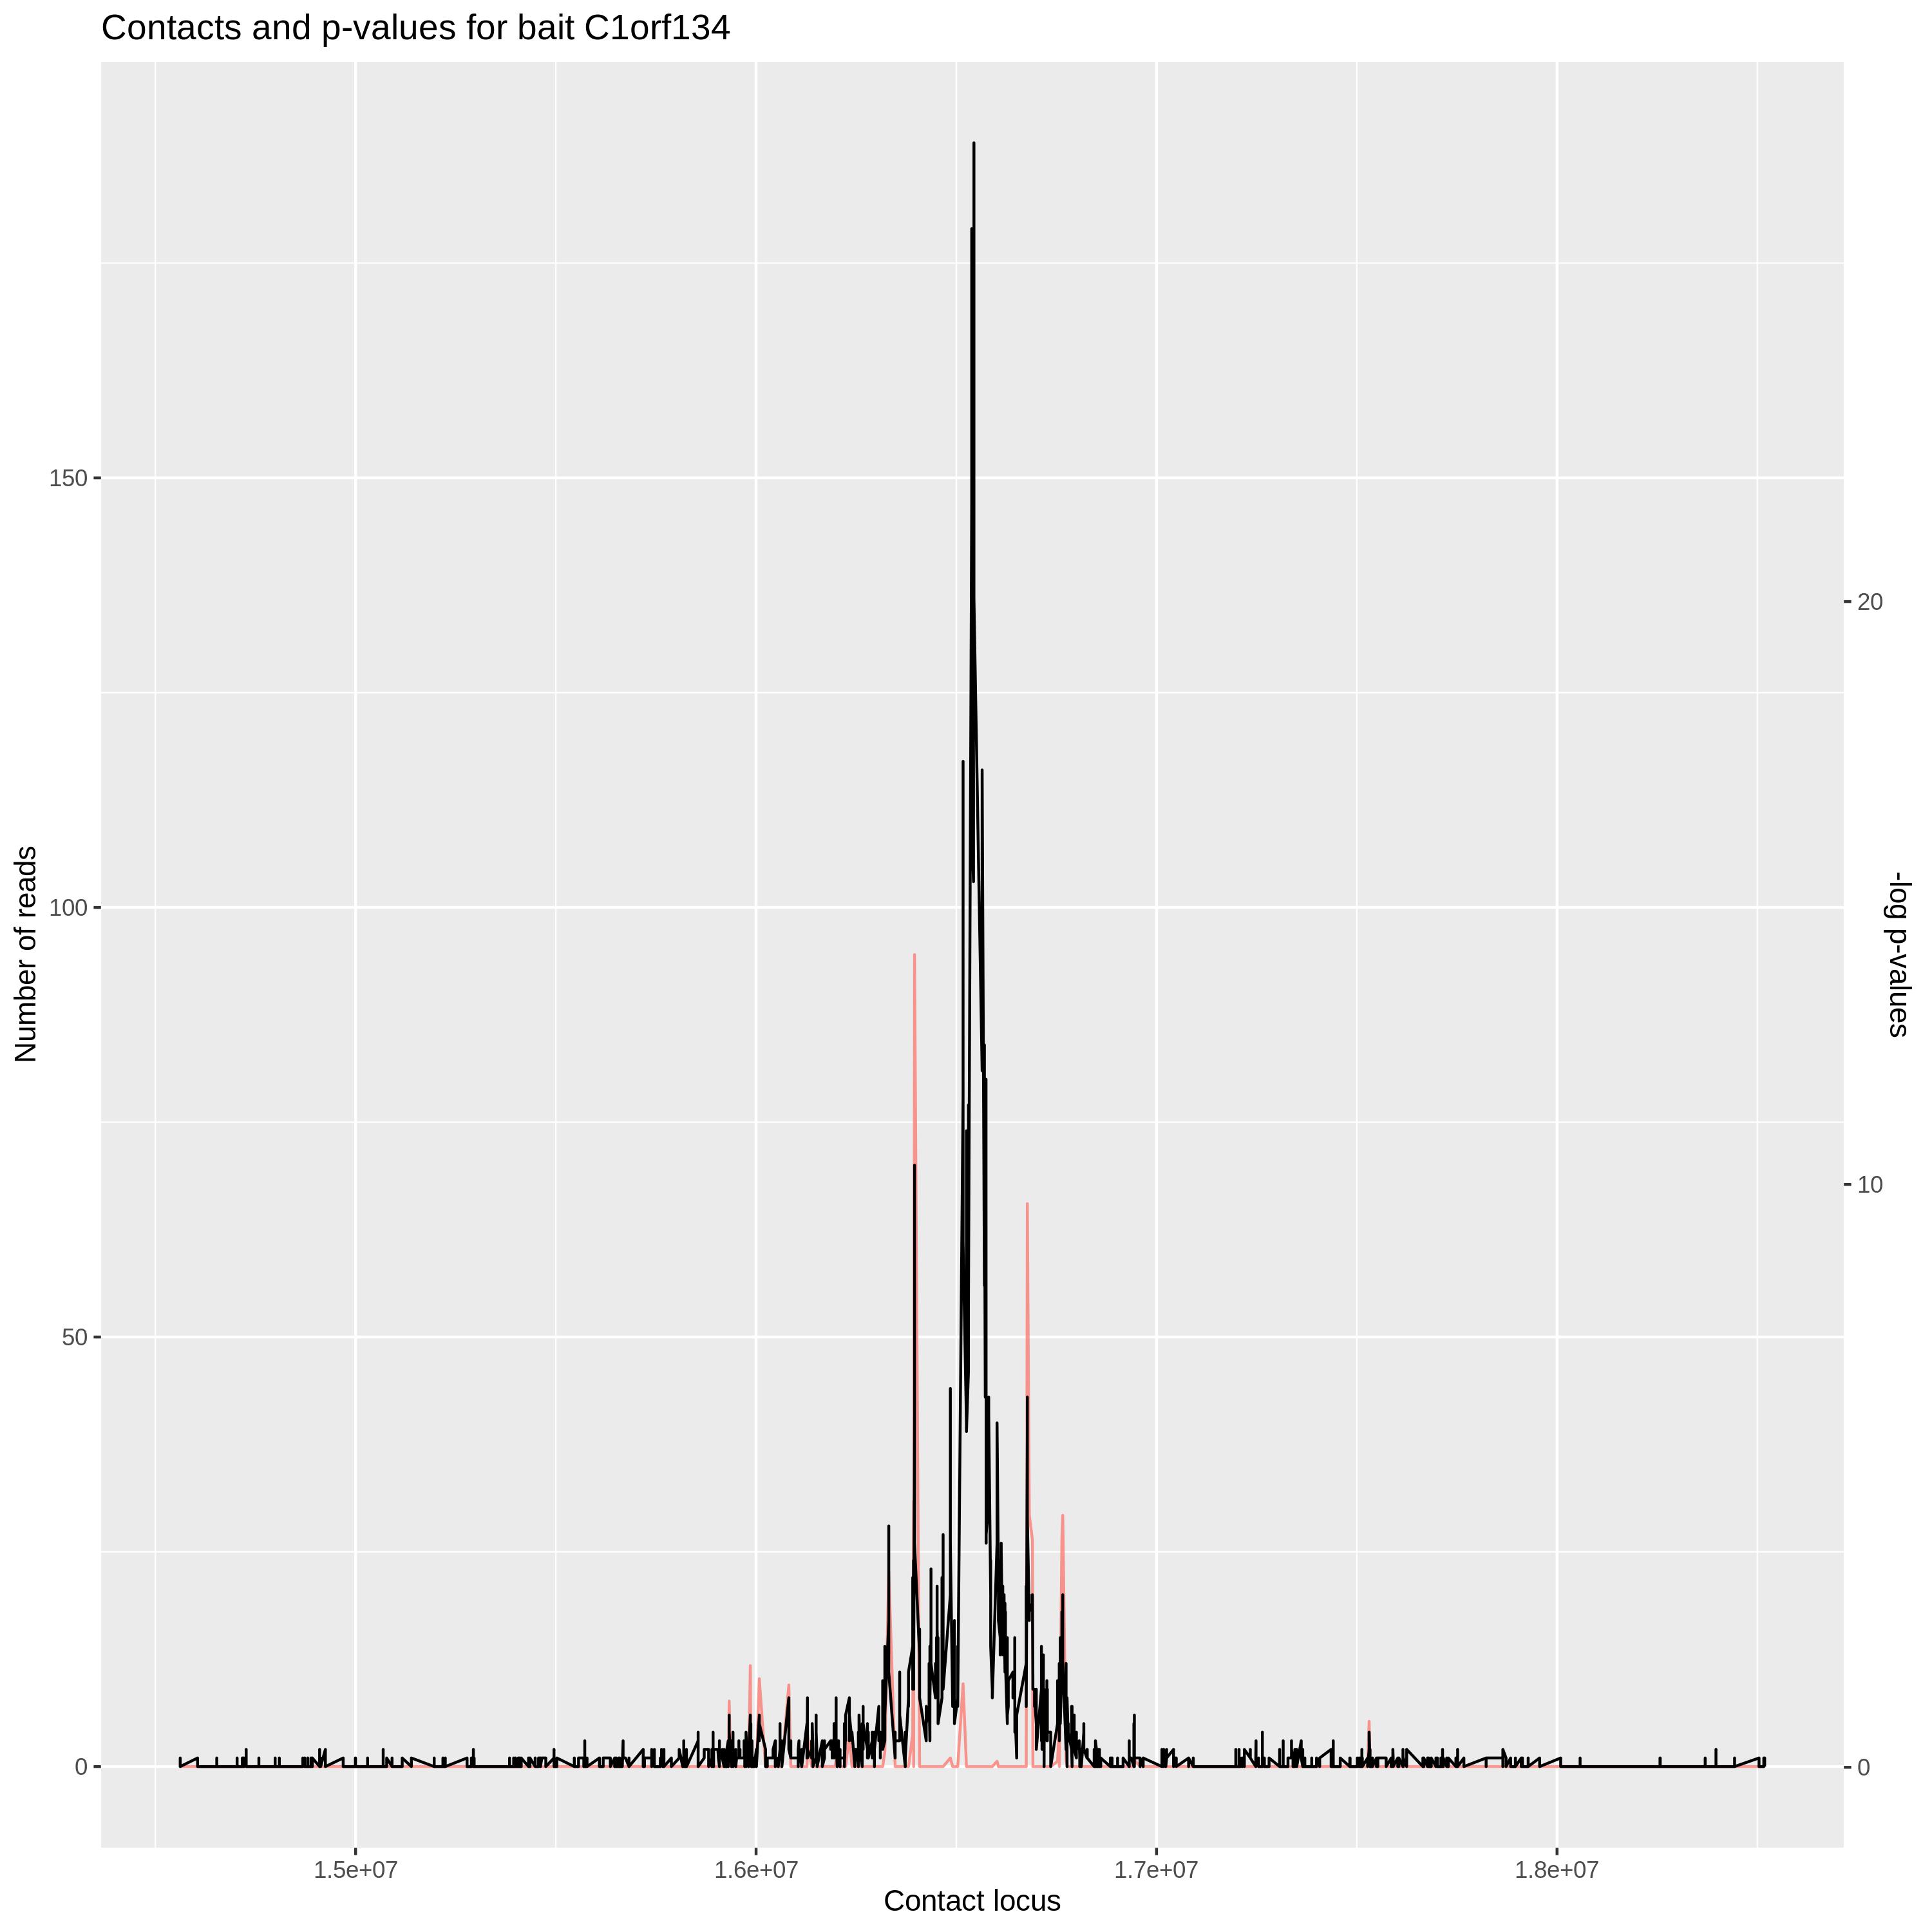 Contacts and p-values for bait C1orf134
Number of reads
150
100
50
0
20
10
0
-log p-values
1.5e+07 1.6e+07 1.7e+07 1.8e+07
Contact locus